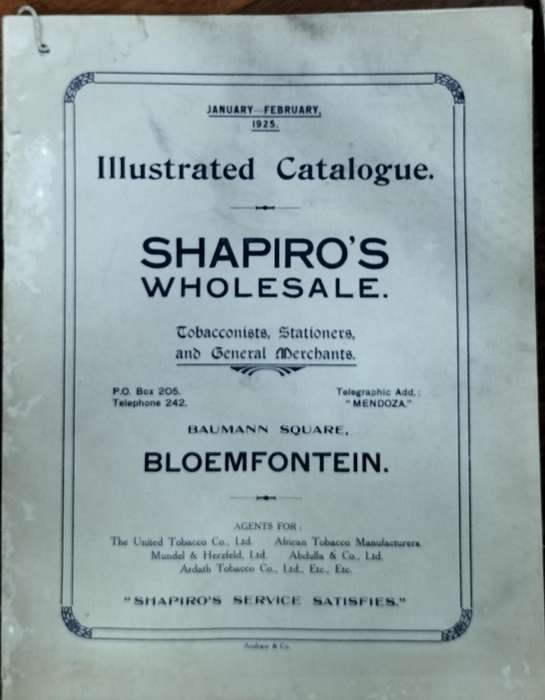 JANUARY—FEBRUARY,
1925.
Illustrated Catalogue.
SHAPIRO'S
WHOLESALE.
Tobacconists, Stationers,
and General Merchants.
P.O. Box 205. Telegraphic Add.:
Telephone 242. "MENDOZA."
BAUMANN SQUARE,
BLOEMFONTEIN.
AGENTS FOR:
The United Tobacco Co., Ltd. African Tobacco Manufacturers.
Mundel & Herzfeld, Ltd. Abdulla & Co., Ltd.
Ardath Tobacco Co., Ltd., Etc., Etc.
"SHAPIRO'S SERVICE SATISFIES."
& Co.